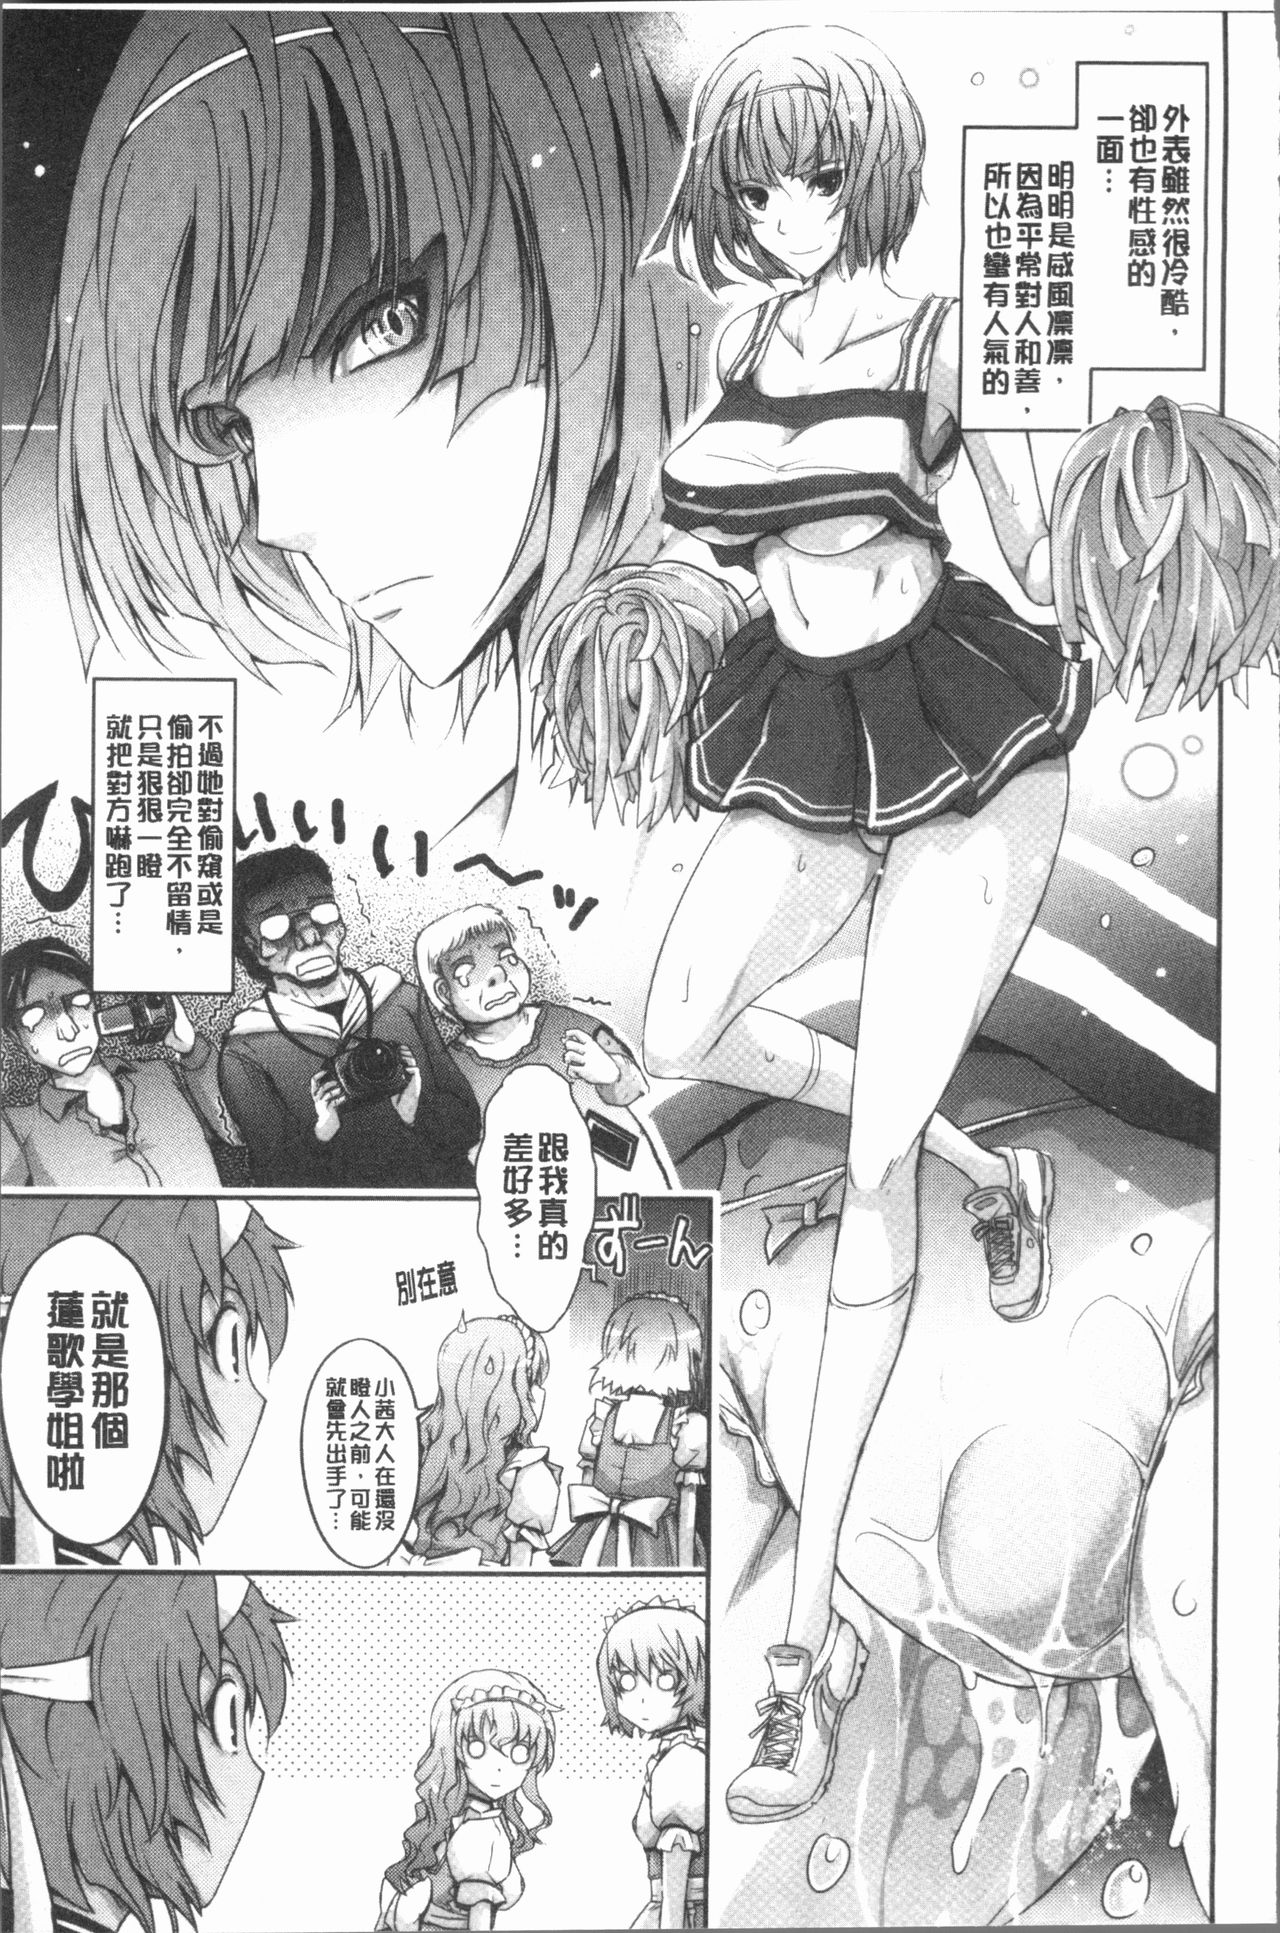 外表雖然很冷酷，
卻也有性感的
一面…
明明是威風凜凜，
因為平常對人和善，
所以也蠻有人氣的
不過她對偷窺或是
偷拍卻完全不留情，
只是狠狠一瞪
就把對方嚇跑了…
ひいいいいいッ
跟我真的
差好多…
ずーん
別在意
小茜大人在還沒
瞪人之前，可能
就會先出手了…
就是那個
蓮歌學姐啦